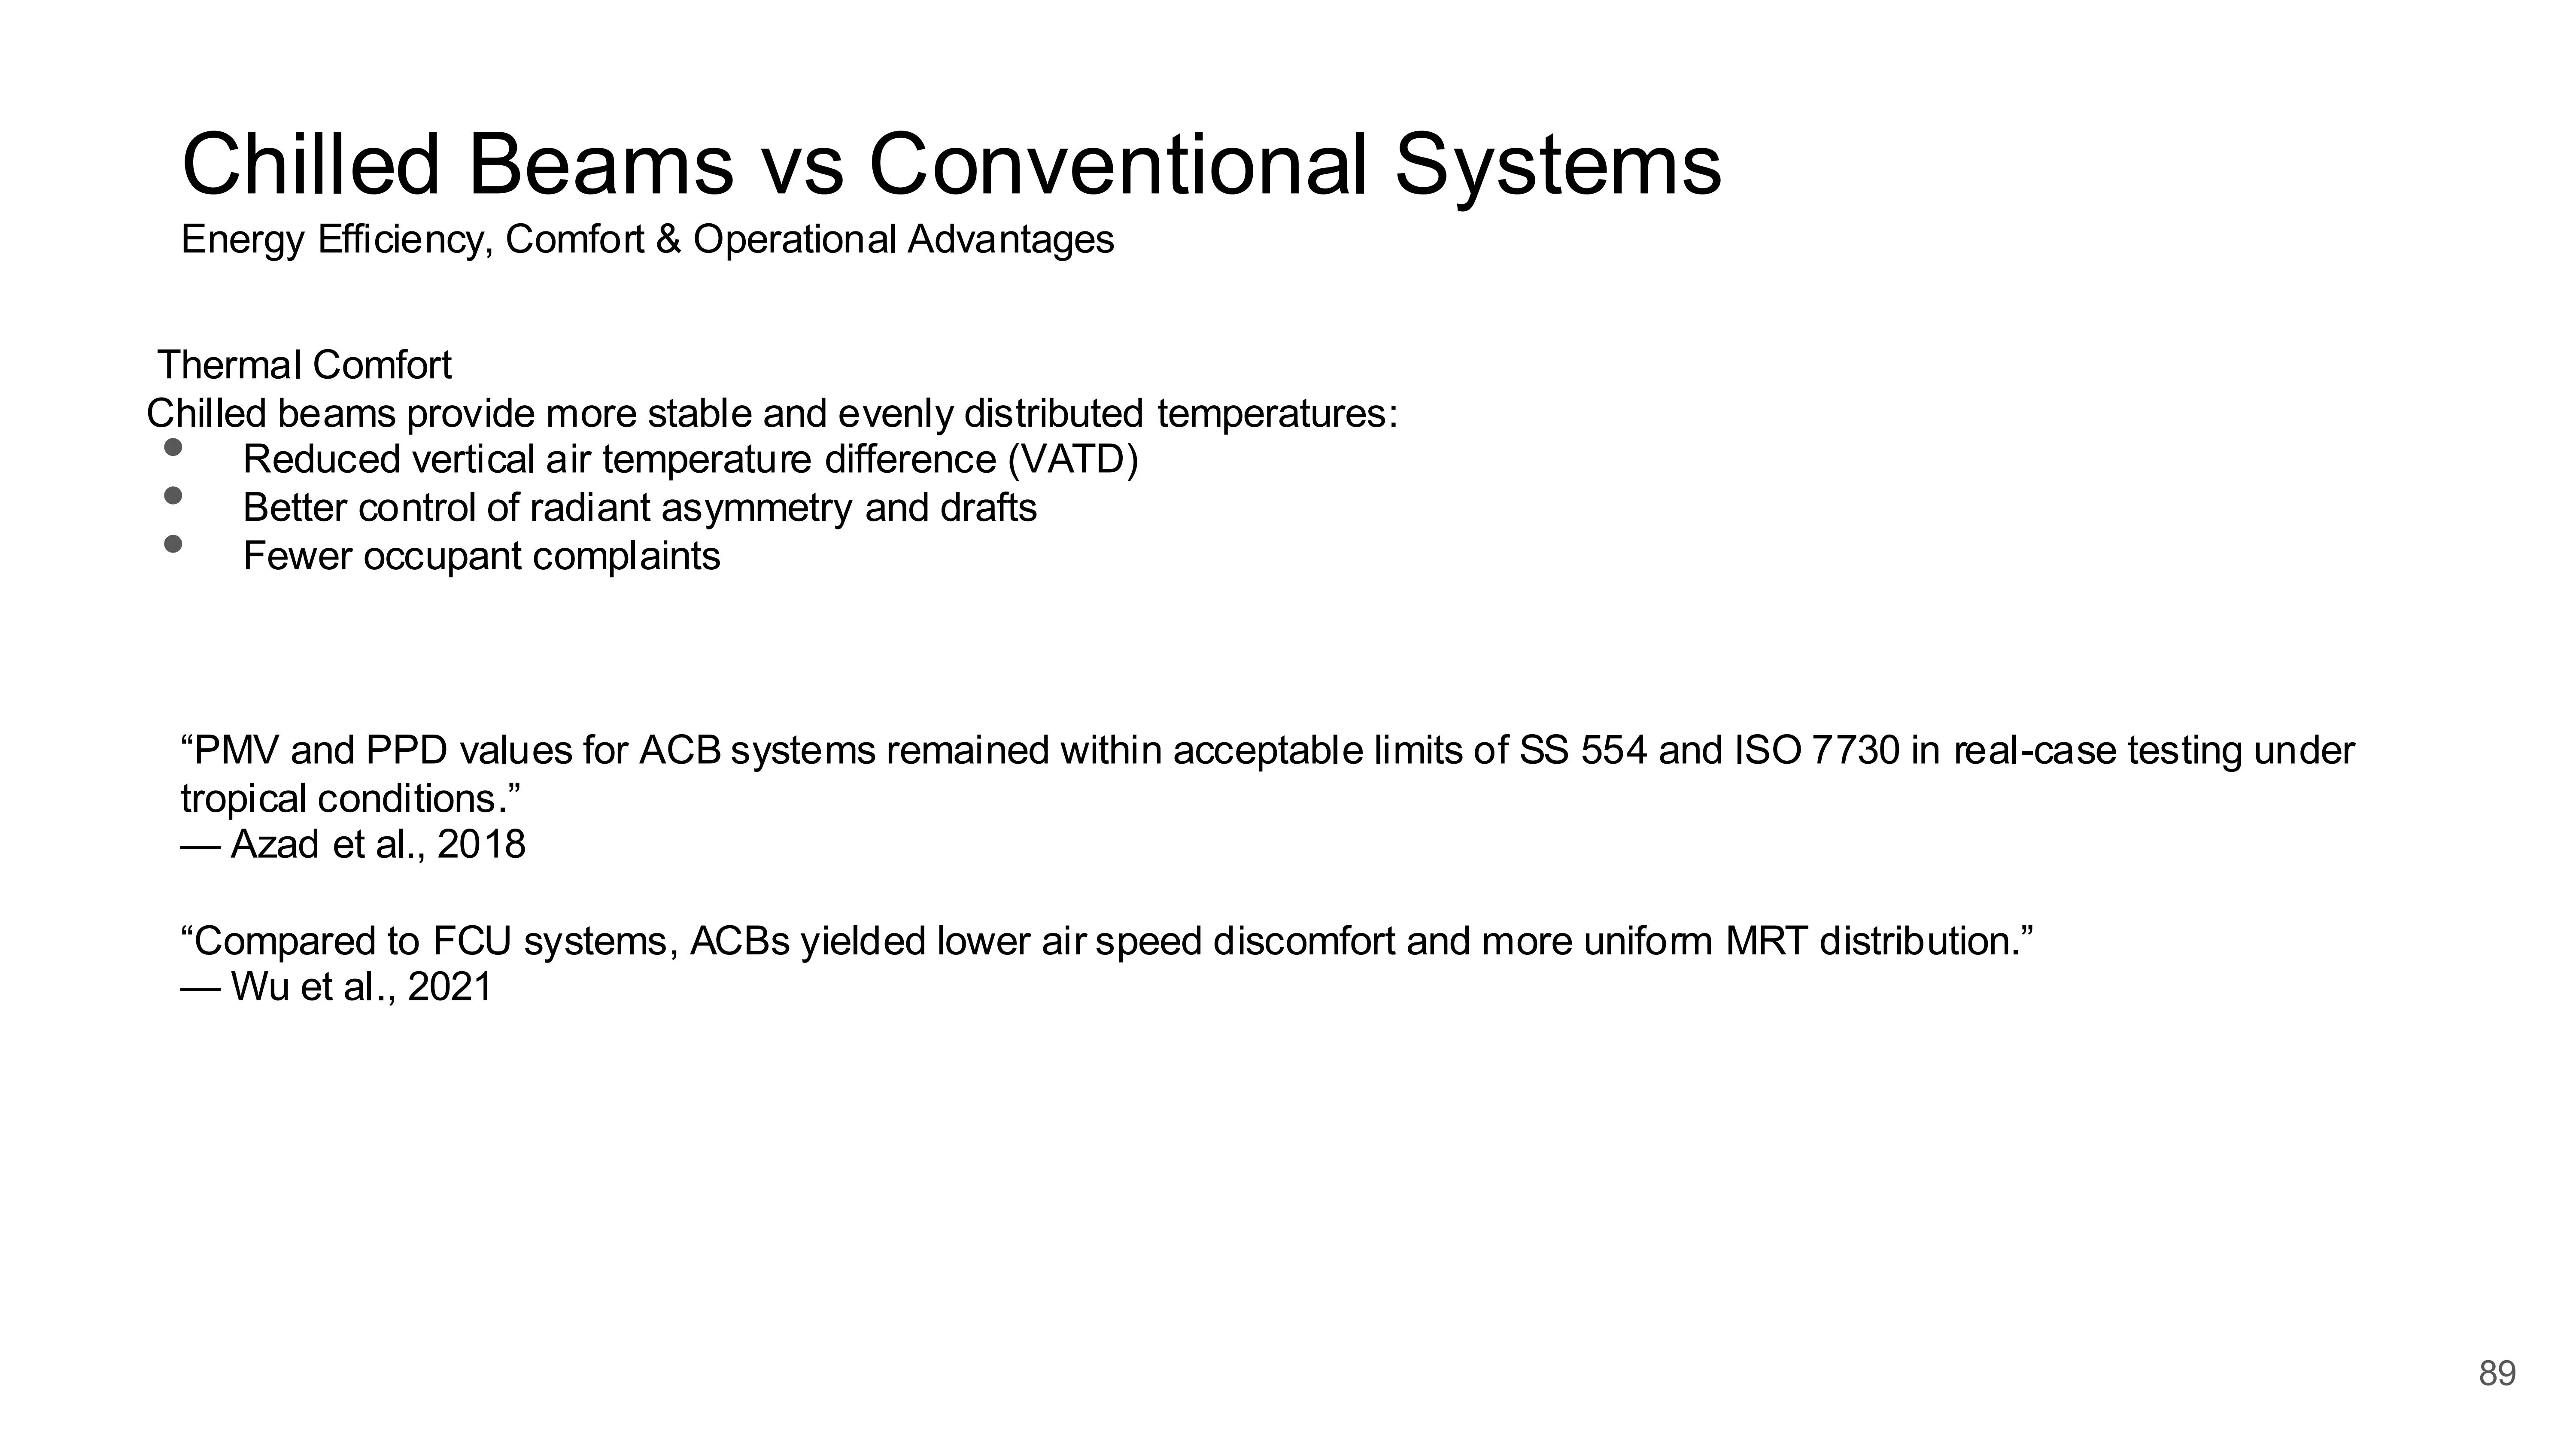 Chilled Beams vs Conventional Systems
Energy Efficiency, Comfort & Operational Advantages
Thermal Comfort
Chilled beams provide more stable and evenly distributed temperatures:
● Reduced vertical air temperature difference (VATD)
● Better control of radiant asymmetry and drafts
● Fewer occupant complaints
“PMV and PPD values for ACB systems remained within acceptable limits of SS 554 and ISO 7730 in real-case testing under
tropical conditions.”
— Azad et al., 2018
“Compared to FCU systems, ACBs yielded lower air speed discomfort and more uniform MRT distribution.”
— Wu et al., 2021
89